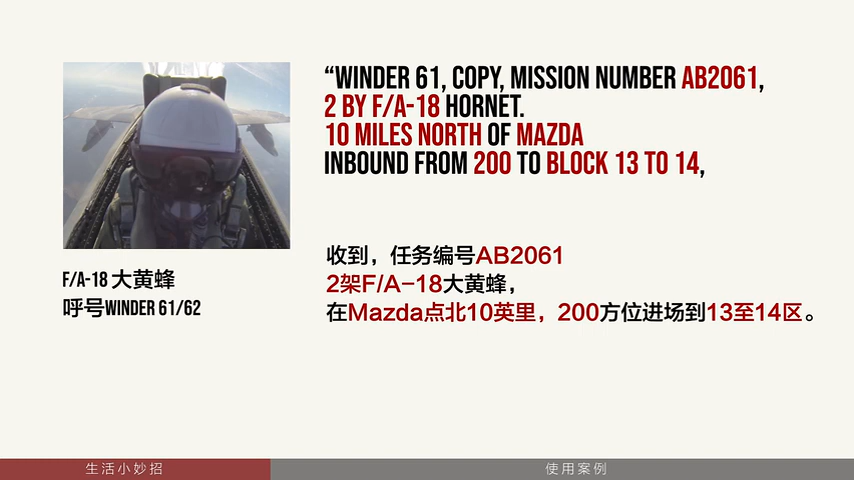 “WINDER 61, COPY, MISSION NUMBER AB2061,
2 BY F/A-18 HORNET.
10 MILES NORTH OF MAZDA
INBOUND FROM 200 TO BLOCK 13 TO 14,
收到，任务编号AB2061
2架F/A-18大黄蜂，
在Mazda点北10英里，200方位进场到13至14区。
F/A-18 大黄蜂
呼号WINDER 61/62
生活小妙招
使用案例